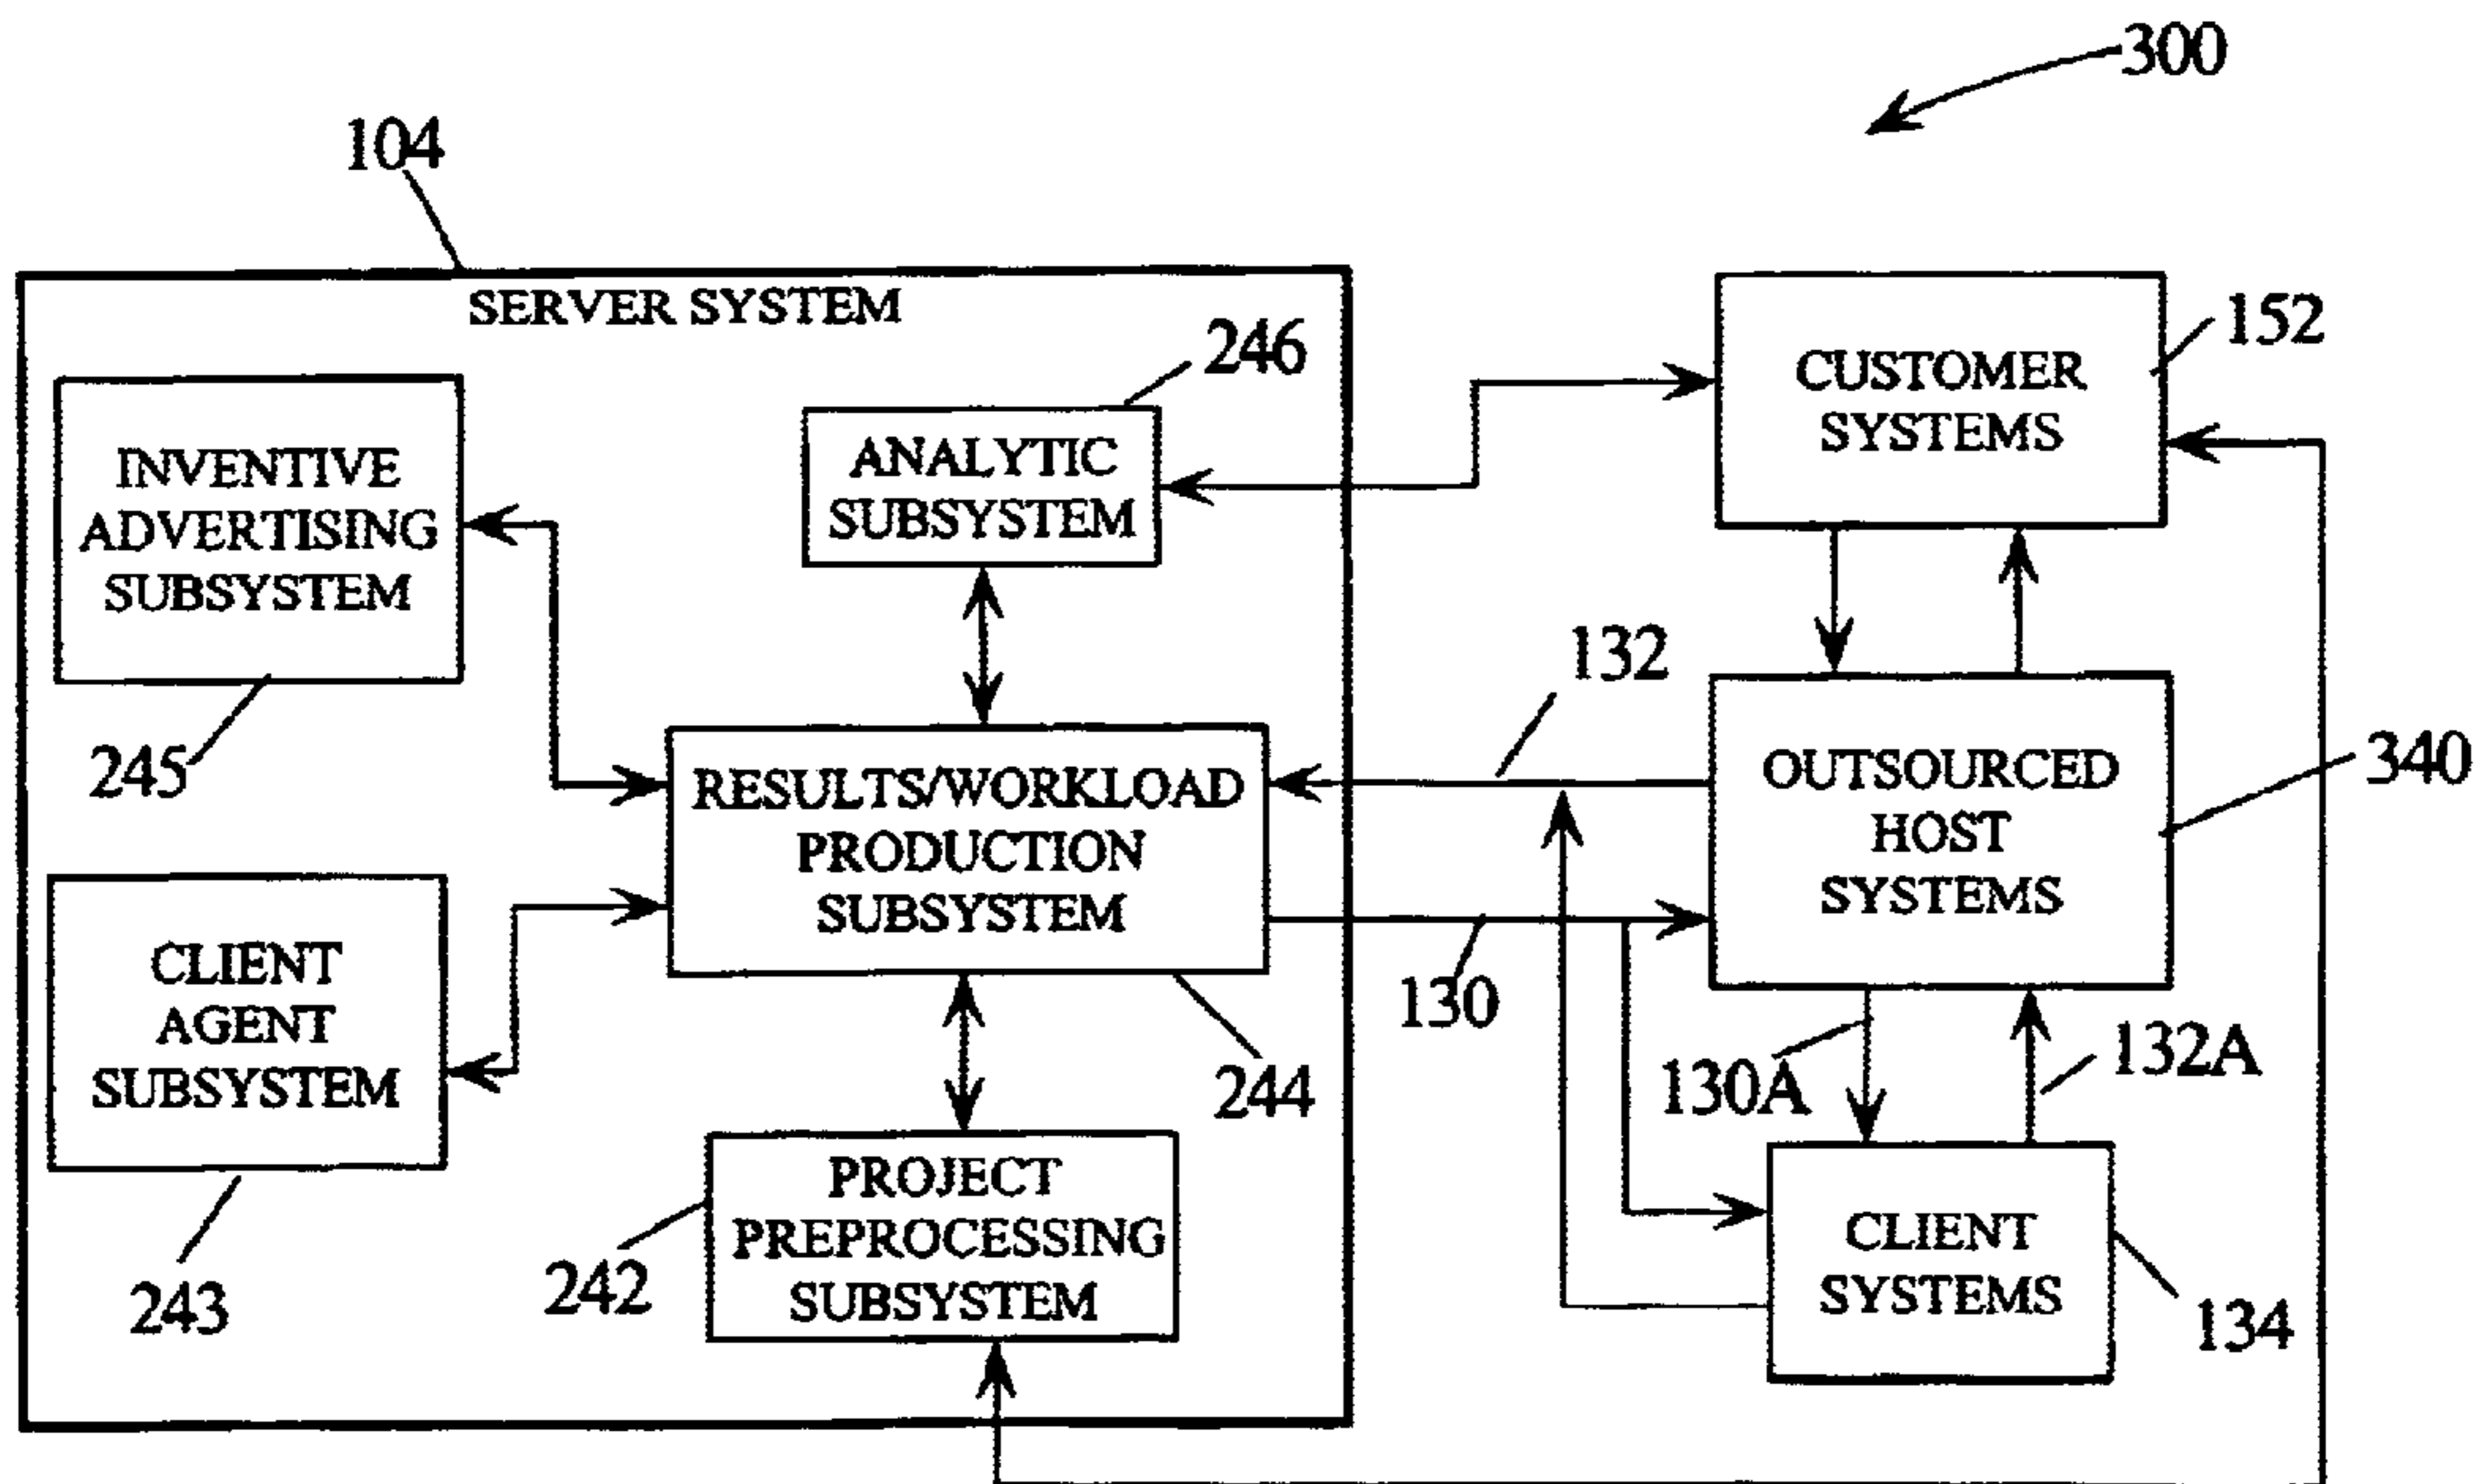 300
104
SERVER SYSTEM
246
152
CUSTOMER
SYSTEMS
INVENTIVE
ADVERTISING
SUBSYSTEM
ANALYTIC
SUBSYSTEM
132
245
RESULTS/WORKLOAD
PRODUCTION
SUBSYSTEM
OUTSOURCED
HOST
SYSTEMS
340
CLIENT
AGENT
SUBSYSTEM
130
130A
132A
244
243
242
PROJECT
PREPROCESSING
SUBSYSTEM
CLIENT
SYSTEMS
134